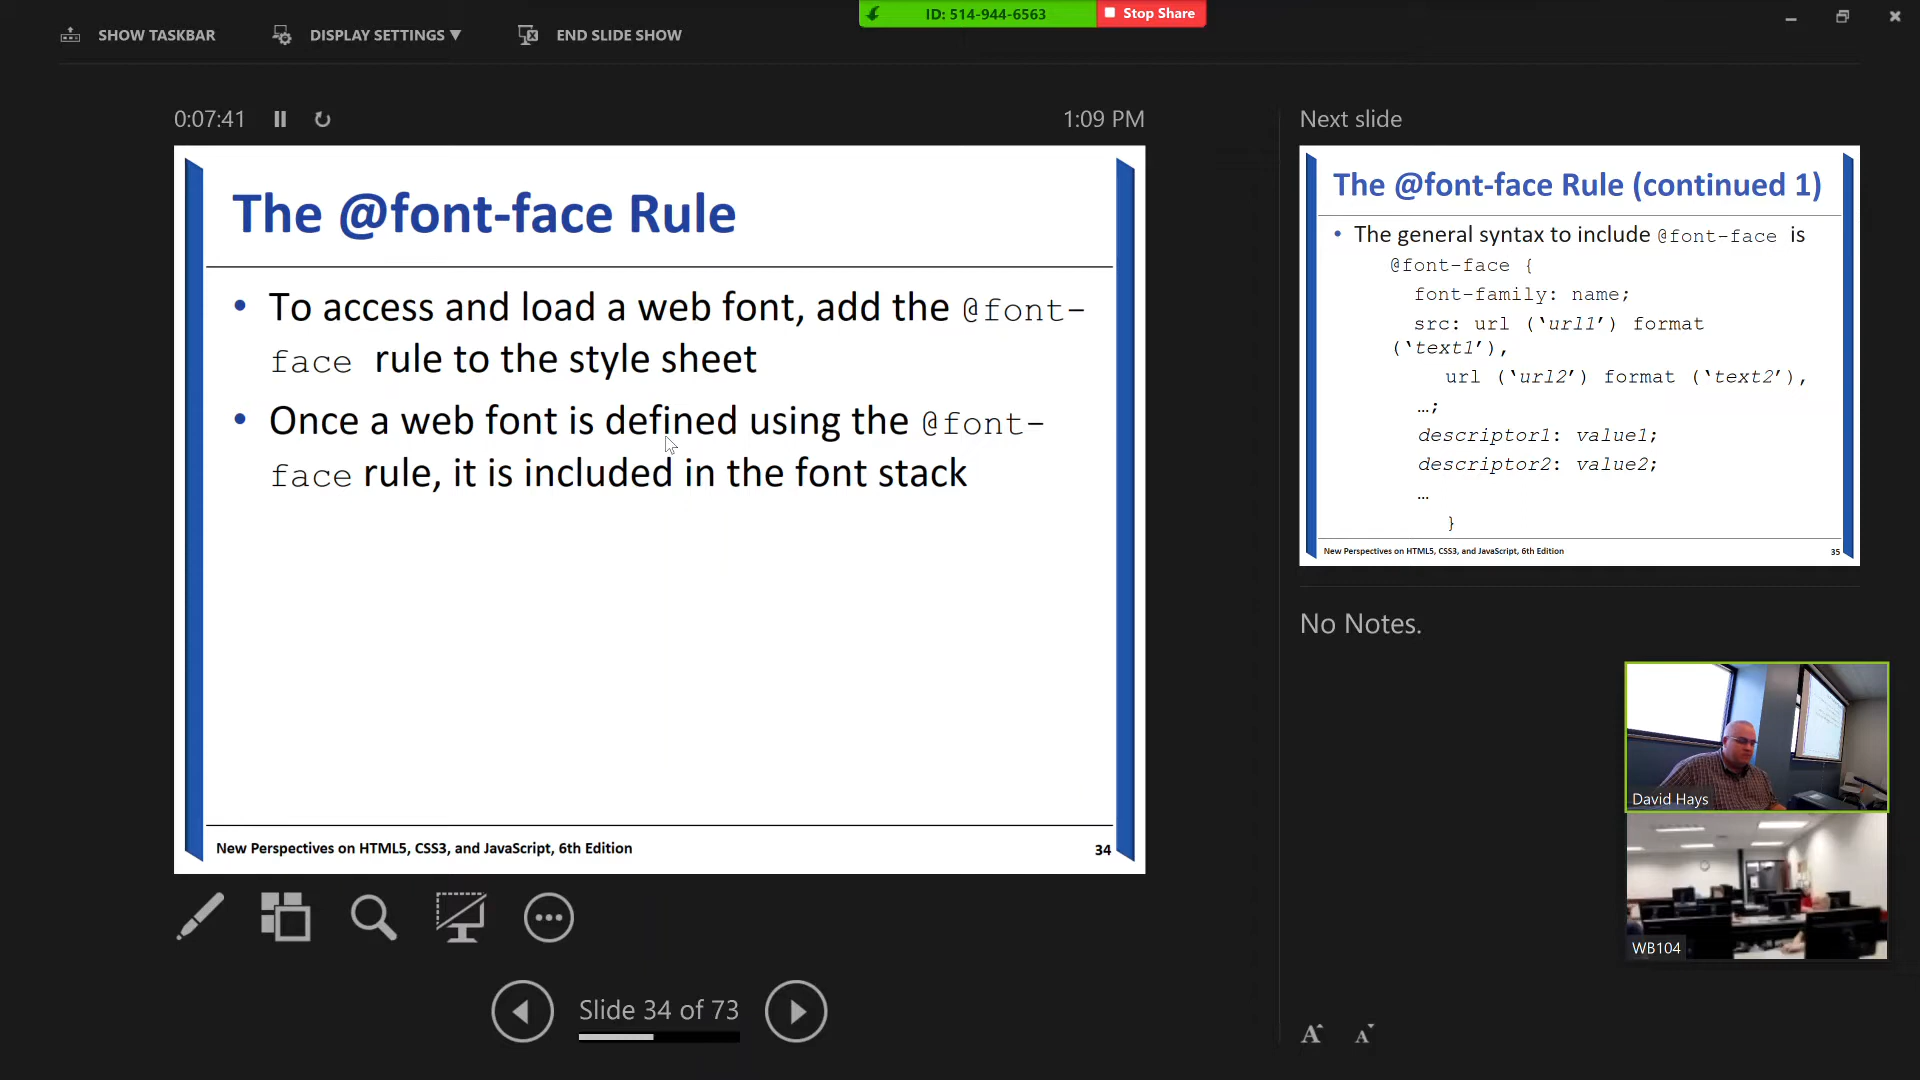 ID: 514-944-6563
Stop Share
SHOW TASKBAR
DISPLAY SETTINGS ▼
END SLIDE SHOW
0:07:41
1:09 PM
The @font-face Rule
• To access and load a web font, add the @font-
face rule to the style sheet
• Once a web font is defined using the @font-
face rule, it is included in the font stack
New Perspectives on HTML5, CSS3, and JavaScript, 6th Edition
34
Slide 34 of 73
Next slide
The @font-face Rule (continued 1)
• The general syntax to include @font-face is
@font-face {
font-family: name;
src: url (‘url1’) format
(‘text1’),
url (‘url2’) format (‘text2’),
…;
descriptor1: value1;
descriptor2: value2;
…
}
New Perspectives on HTML5, CSS3, and JavaScript, 6th Edition
35
No Notes.
David Hays
WB104
A A